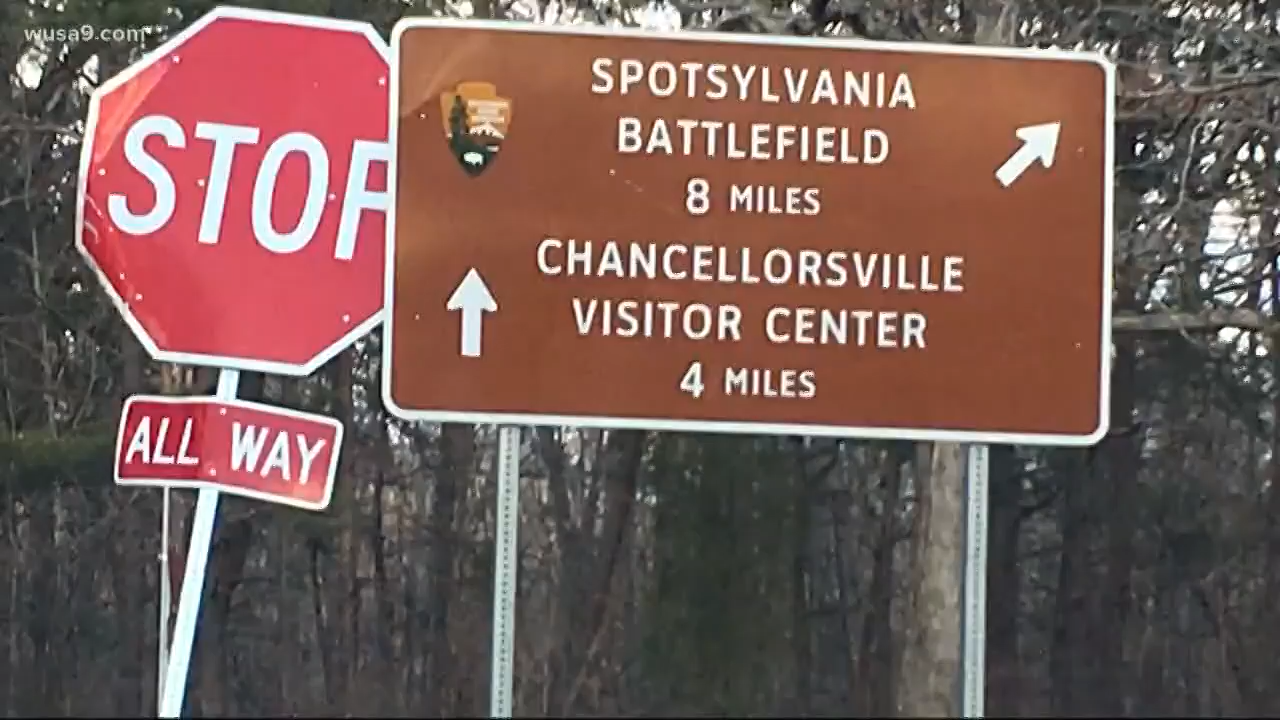 wusa9.com
STOP
ALL WAY
SPOTSYLVANIA
BATTLEFIELD
8 MILES
CHANCELLORSVILLE
VISITOR CENTER
4 MILES